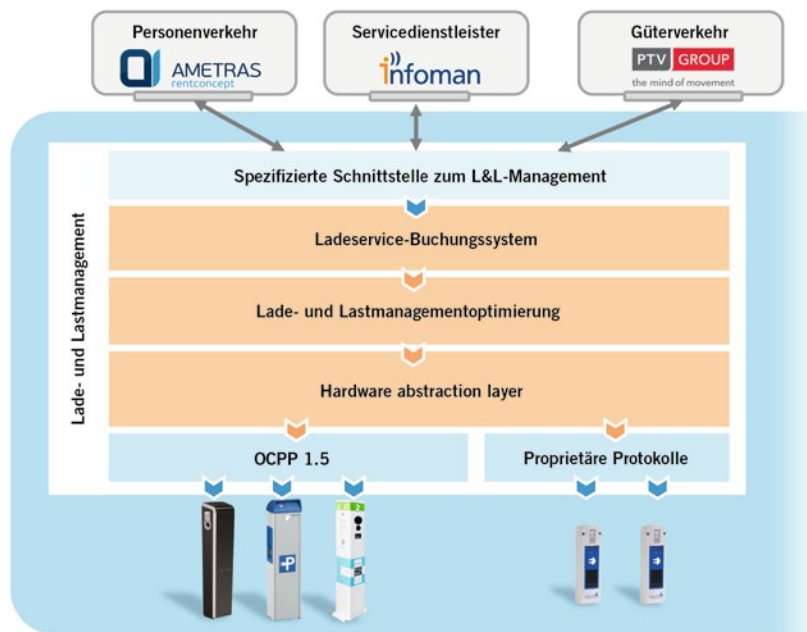 Personenverkehr
AMETRAS
rentconcept
Servicedienstleister
infoman
Güterverkehr
PTV GROUP
the mind of movement
Lade- und Lastmanagement
Spezifizierte Schnittstelle zum L&L-Management
Ladeservice-Buchungssystem
Lade- und Lastmanagementoptimierung
Hardware abstraction layer
OCPP 1.5
Proprietäre Protokolle
P